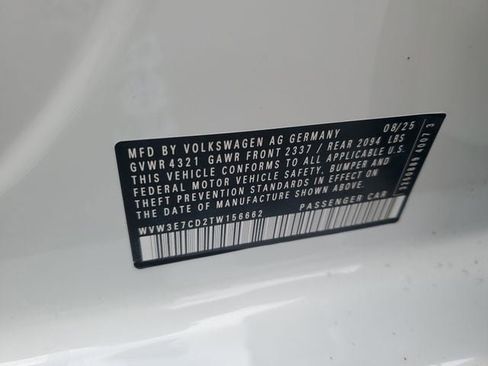 MFD BY VOLKSWAGEN AG GERMANY 08/25
GVWR 4321 GAWR FRONT 2337 / REAR 2094 LBS
THIS VEHICLE CONFORMS TO ALL APPLICABLE U.S.
FEDERAL MOTOR VEHICLE SAFETY, BUMPER AND
THEFT PREVENTION STANDARDS IN EFFECT ON
THE DATE OF MANUFACTURE SHOWN ABOVE.
WVW3E7CD2TW156662 PASSENGER CAR